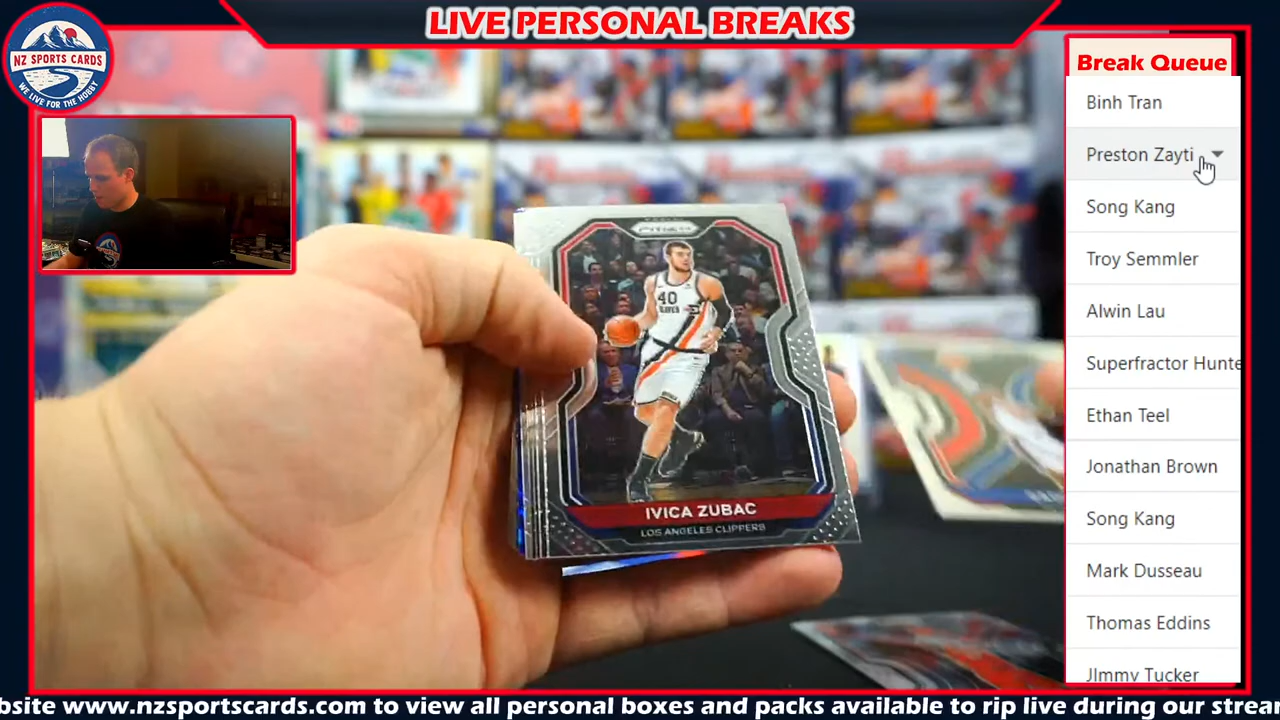 LIVE PERSONAL BREAKS
NZ SPORTS CARDS
WE LIVE FOR THE HOBBY
Break Queue
Binh Tran
Preston Zayti
Song Kang
Troy Semmler
Alwin Lau
Superfractor Hunte
Ethan Teel
Jonathan Brown
Song Kang
Mark Dusseau
Thomas Eddins
JImmy Tucker
PRIZM
40
IVICA ZUBAC
LOS ANGELES CLIPPERS
bsite www.nzsportscards.com to view all personal boxes and packs available to rip live during our strea